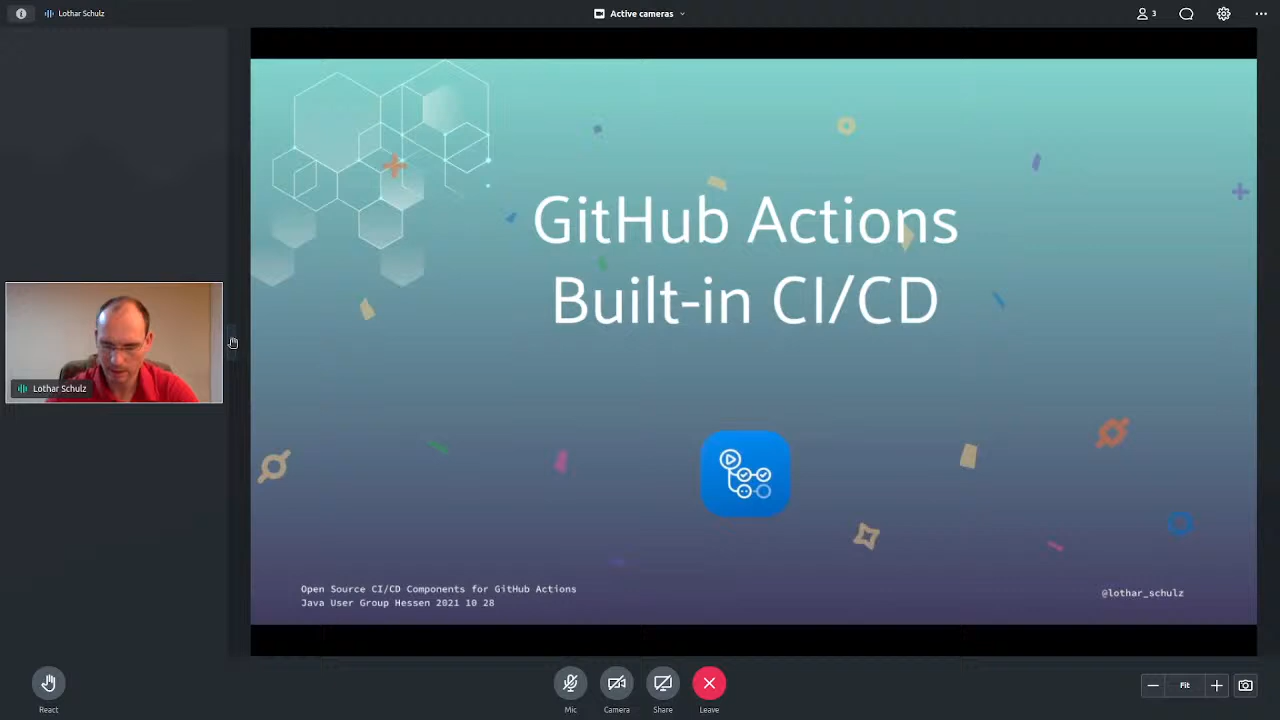 Lothar Schulz
Active cameras
3
GitHub Actions
Built-in CI/CD
Lothar Schulz
Open Source CI/CD Components for GitHub Actions
Java User Group Hessen 2021 10 28
@lothar_schulz
React
Mic
Camera
Share
Leave
Fit